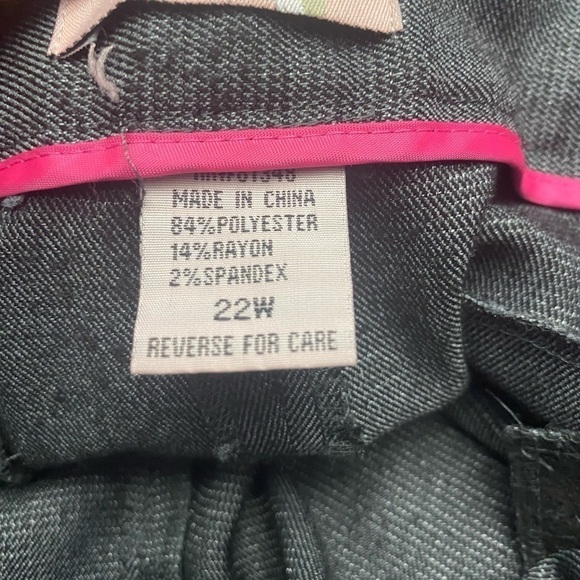 MADE IN CHINA
84%POLYESTER
14%RAYON
2%SPANDEX
22W
REVERSE FOR CARE